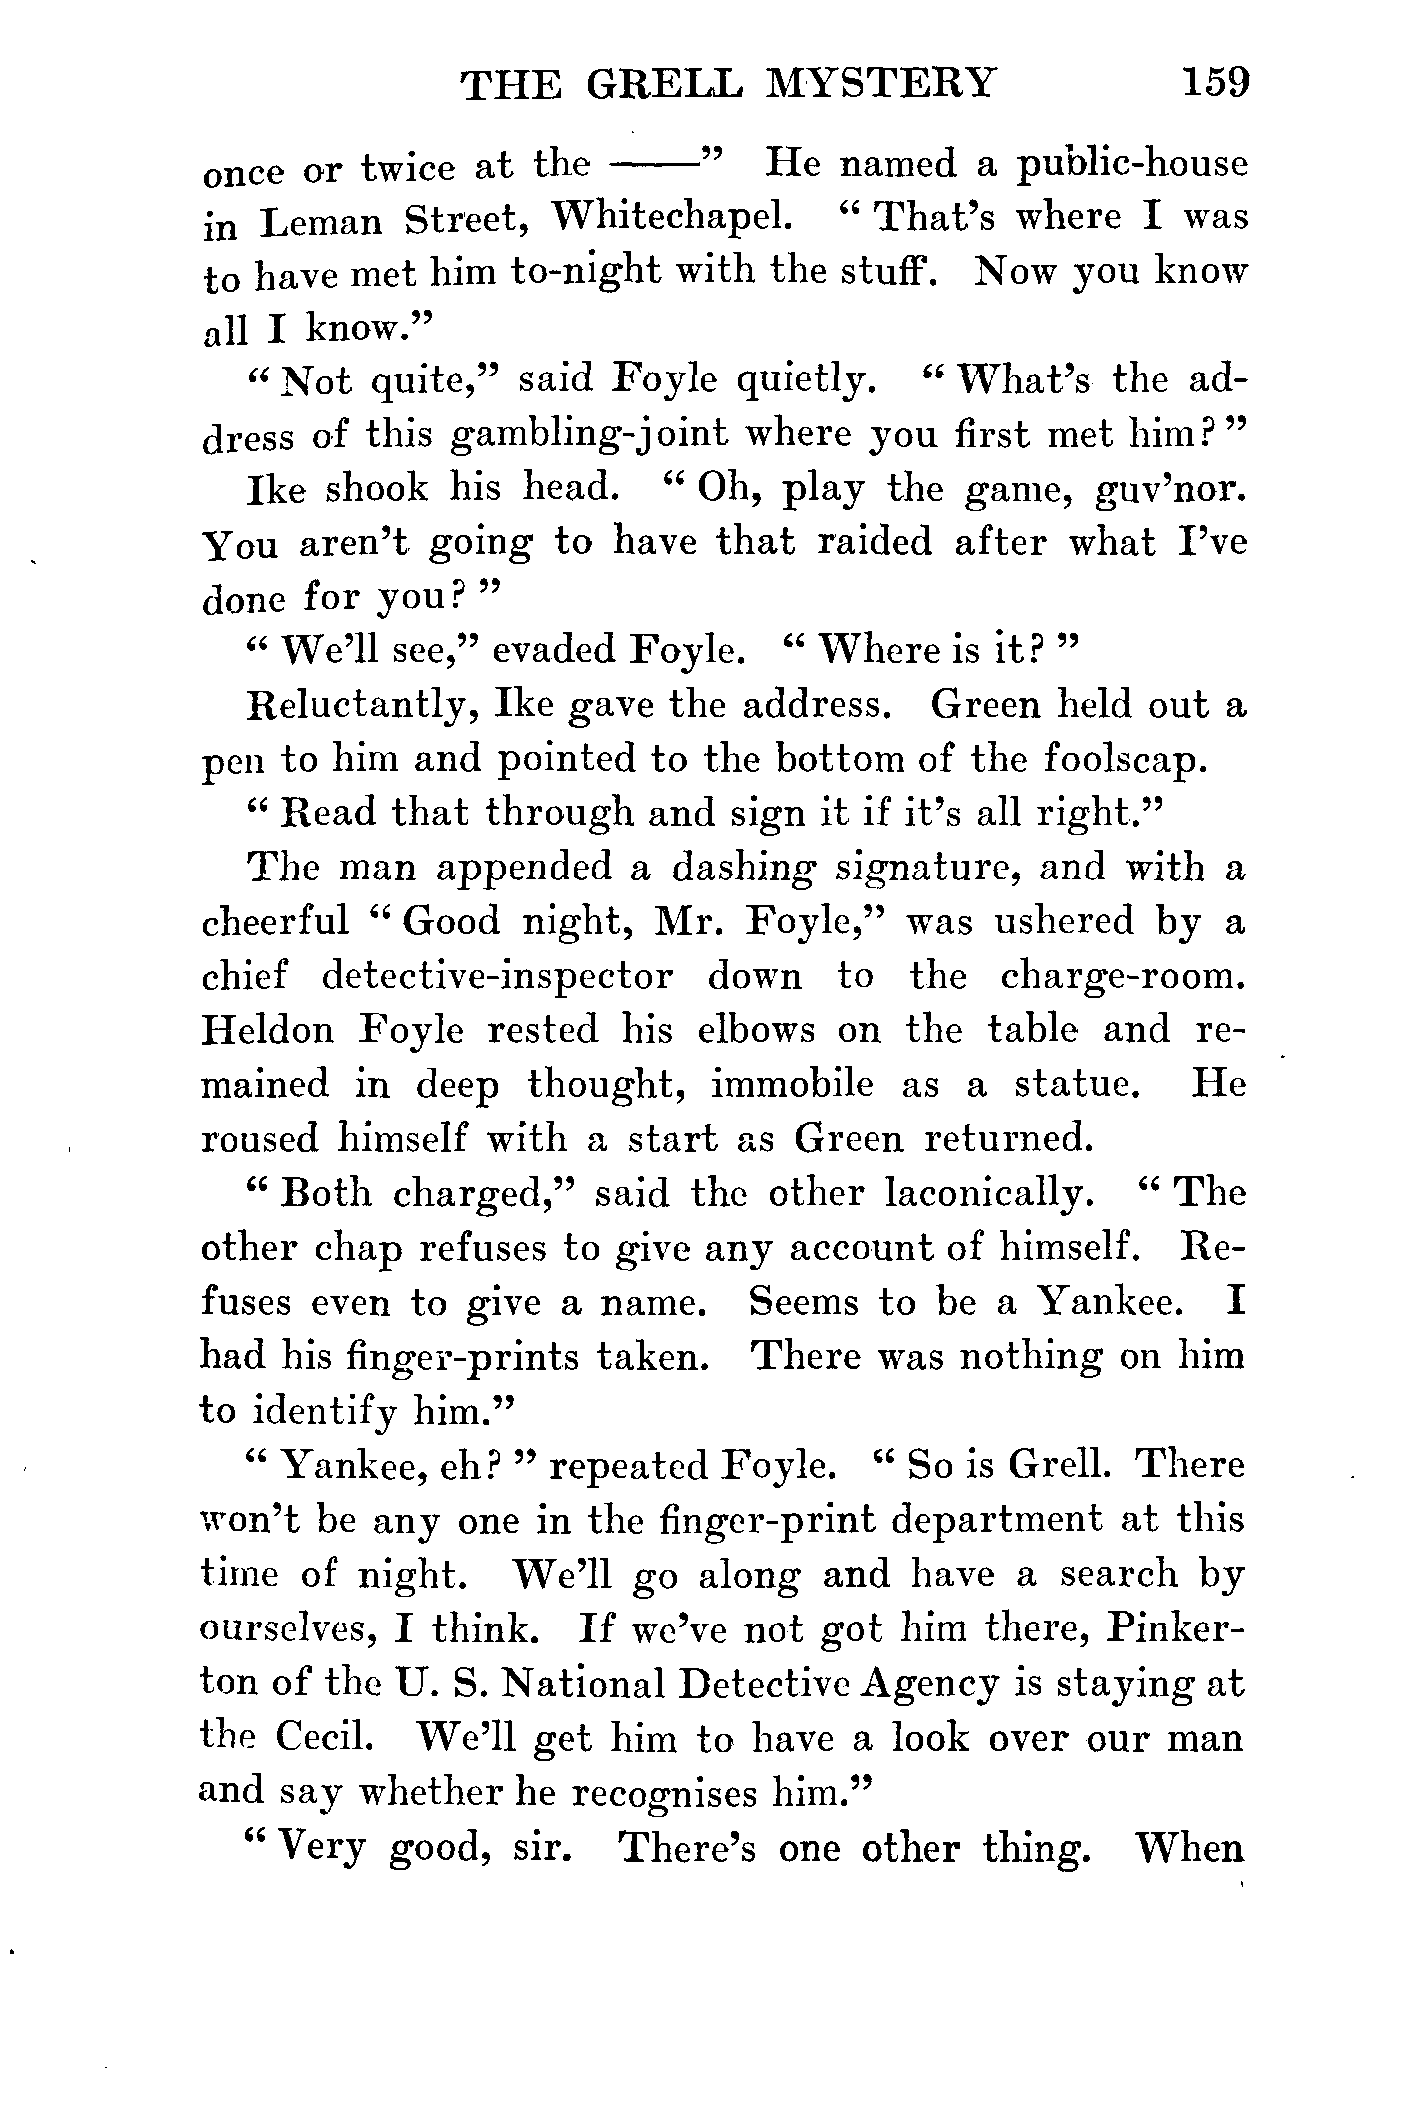 THE GRELL MYSTERY 159
once or twice at the ——” He named a public-house
in Leman Street, Whitechapel. “ That’s where I was
to have met him to-night with the stuff. Now you know
all I know.”
“ Not quite,” said Foyle quietly. “ What’s the ad-
dress of this gambling-joint where you first met him? ”
Ike shook his head. “ Oh, play the game, guv’nor.
You aren’t going to have that raided after what I’ve
done for you? ”
“ We’ll see,” evaded Foyle. “ Where is it? ”
Reluctantly, Ike gave the address. Green held out a
pen to him and pointed to the bottom of the foolscap.
“ Read that through and sign it if it’s all right.”
The man appended a dashing signature, and with a
cheerful “ Good night, Mr. Foyle,” was ushered by a
chief detective-inspector down to the charge-room.
Heldon Foyle rested his elbows on the table and re-
mained in deep thought, immobile as a statue. He
roused himself with a start as Green returned.
“ Both charged,” said the other laconically. “ The
other chap refuses to give any account of himself. Re-
fuses even to give a name. Seems to be a Yankee. I
had his finger-prints taken. There was nothing on him
to identify him.”
“ Yankee, eh? ” repeated Foyle. “ So is Grell. There
won’t be any one in the finger-print department at this
time of night. We’ll go along and have a search by
ourselves, I think. If we’ve not got him there, Pinker-
ton of the U. S. National Detective Agency is staying at
the Cecil. We’ll get him to have a look over our man
and say whether he recognises him.”
“ Very good, sir. There’s one other thing. When